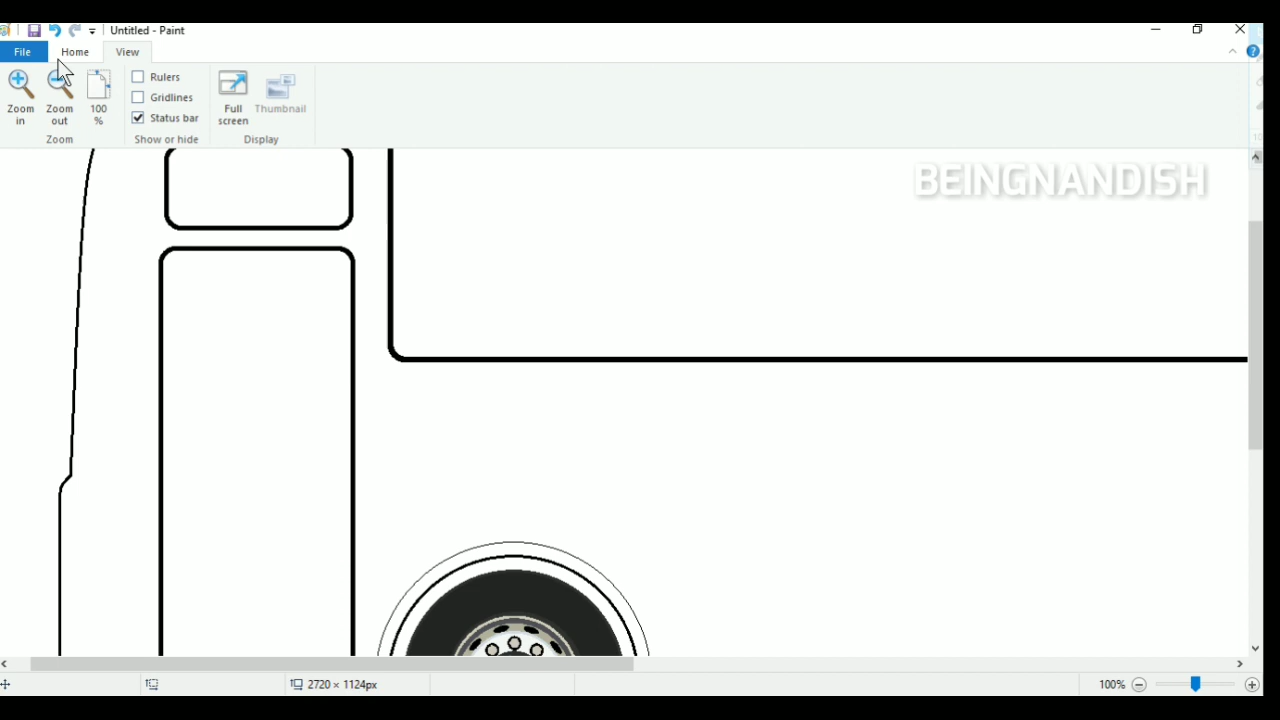 Untitled - Paint
File Home View
Zoom in
Zoom out
100 %
Rulers
Gridlines
Status bar
Full screen
Thumbnail
Zoom
Show or hide
Display
BEINGNANDISH
2720 × 1124px
100%